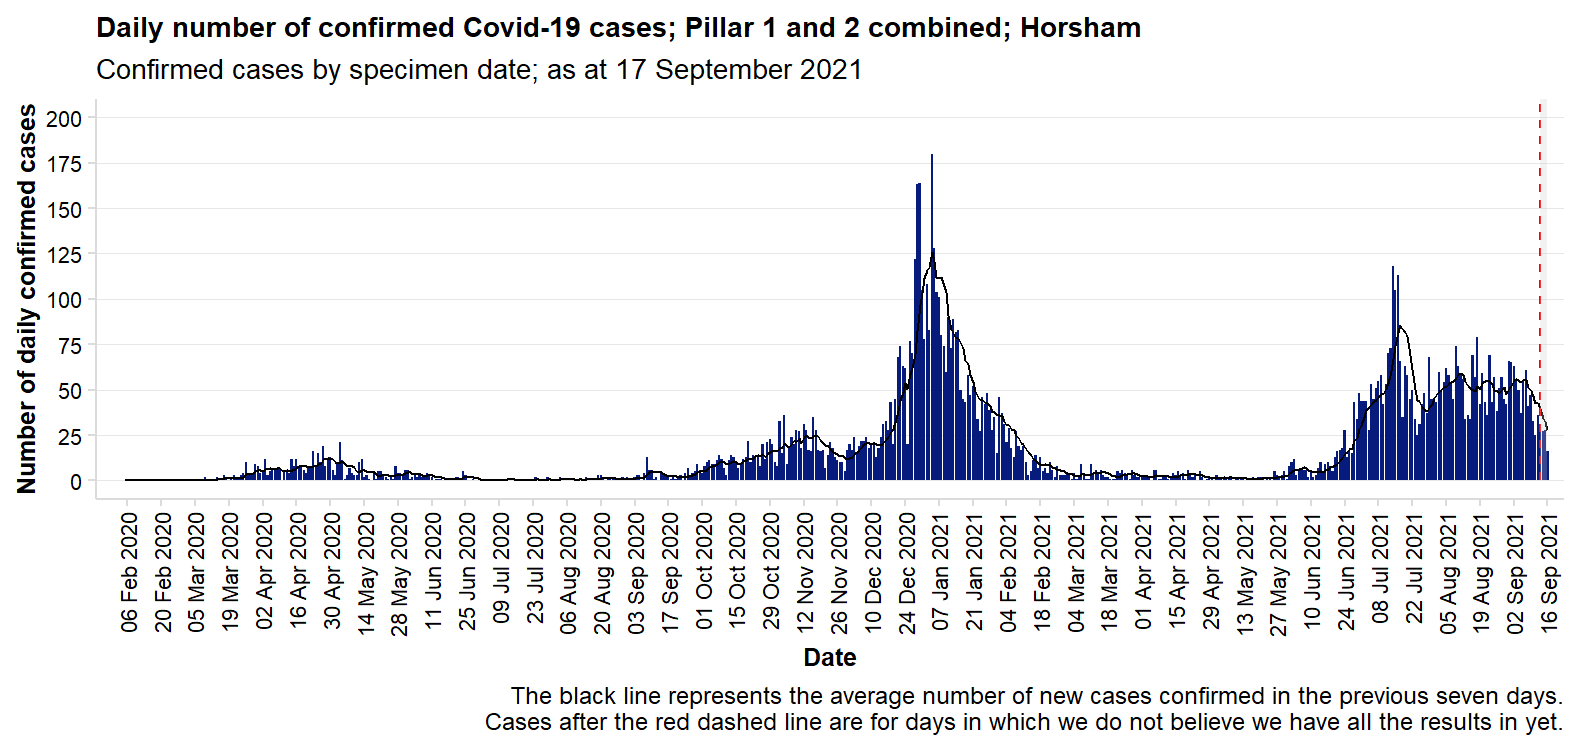 Daily number of confirmed Covid-19 cases; Pillar 1 and 2 combined; Horsham
Confirmed cases by specimen date; as at 17 September 2021
Number of daily confirmed cases
200
175
150
125
100
75
50
25
0
06 Feb 2020
20 Feb 2020
05 Mar 2020
19 Mar 2020
02 Apr 2020
16 Apr 2020
30 Apr 2020
14 May 2020
28 May 2020
11 Jun 2020
25 Jun 2020
09 Jul 2020
23 Jul 2020
06 Aug 2020
20 Aug 2020
03 Sep 2020
17 Sep 2020
01 Oct 2020
15 Oct 2020
29 Oct 2020
12 Nov 2020
26 Nov 2020
10 Dec 2020
24 Dec 2020
07 Jan 2021
21 Jan 2021
04 Feb 2021
18 Feb 2021
04 Mar 2021
18 Mar 2021
01 Apr 2021
15 Apr 2021
29 Apr 2021
13 May 2021
27 May 2021
10 Jun 2021
24 Jun 2021
08 Jul 2021
22 Jul 2021
05 Aug 2021
19 Aug 2021
02 Sep 2021
16 Sep 2021
Date
The black line represents the average number of new cases confirmed in the previous seven days.
Cases after the red dashed line are for days in which we do not believe we have all the results in yet.